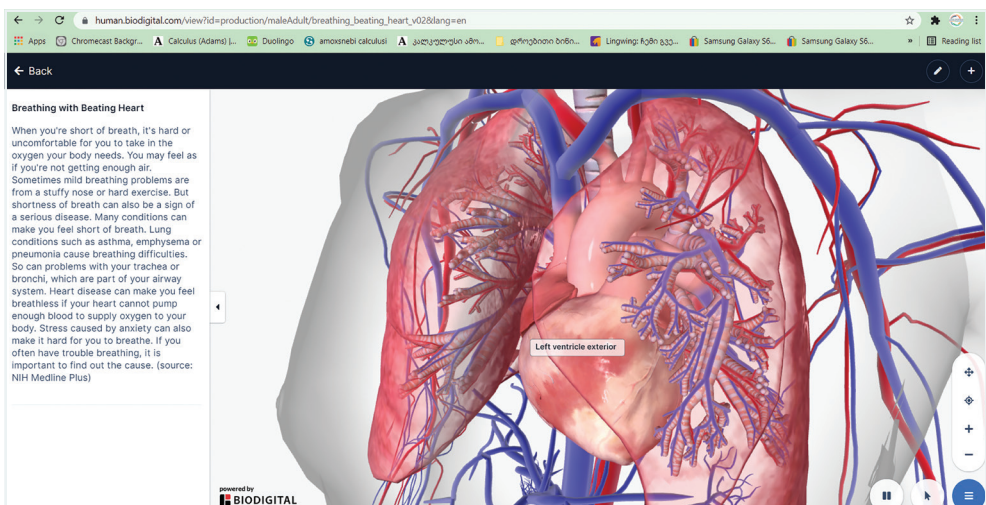 human.biodigital.com/view?id=production/maleAdult/breathing_beating_heart_v02&lang=en
Apps Chromecast Backgr... Calculus (Adams) |... Duolingo amoxsnebi calculusi კალკულუსი ამო... დროებითი ბინი... Lingwing: ჩემი გვე... Samsung Galaxy S6... Samsung Galaxy S6... » Reading list
← Back
Breathing with Beating Heart
When you're short of breath, it's hard or
uncomfortable for you to take in the
oxygen your body needs. You may feel as
if you're not getting enough air.
Sometimes mild breathing problems are
from a stuffy nose or hard exercise. But
shortness of breath can also be a sign of
a serious disease. Many conditions can
make you feel short of breath. Lung
conditions such as asthma, emphysema or
pneumonia cause breathing difficulties.
So can problems with your trachea or
bronchi, which are part of your airway
system. Heart disease can make you feel
breathless if your heart cannot pump
enough blood to supply oxygen to your
body. Stress caused by anxiety can also
make it hard for you to breathe. If you
often have trouble breathing, it is
important to find out the cause. (source:
NIH Medline Plus)
Left ventricle exterior
powered by
BIODIGITAL